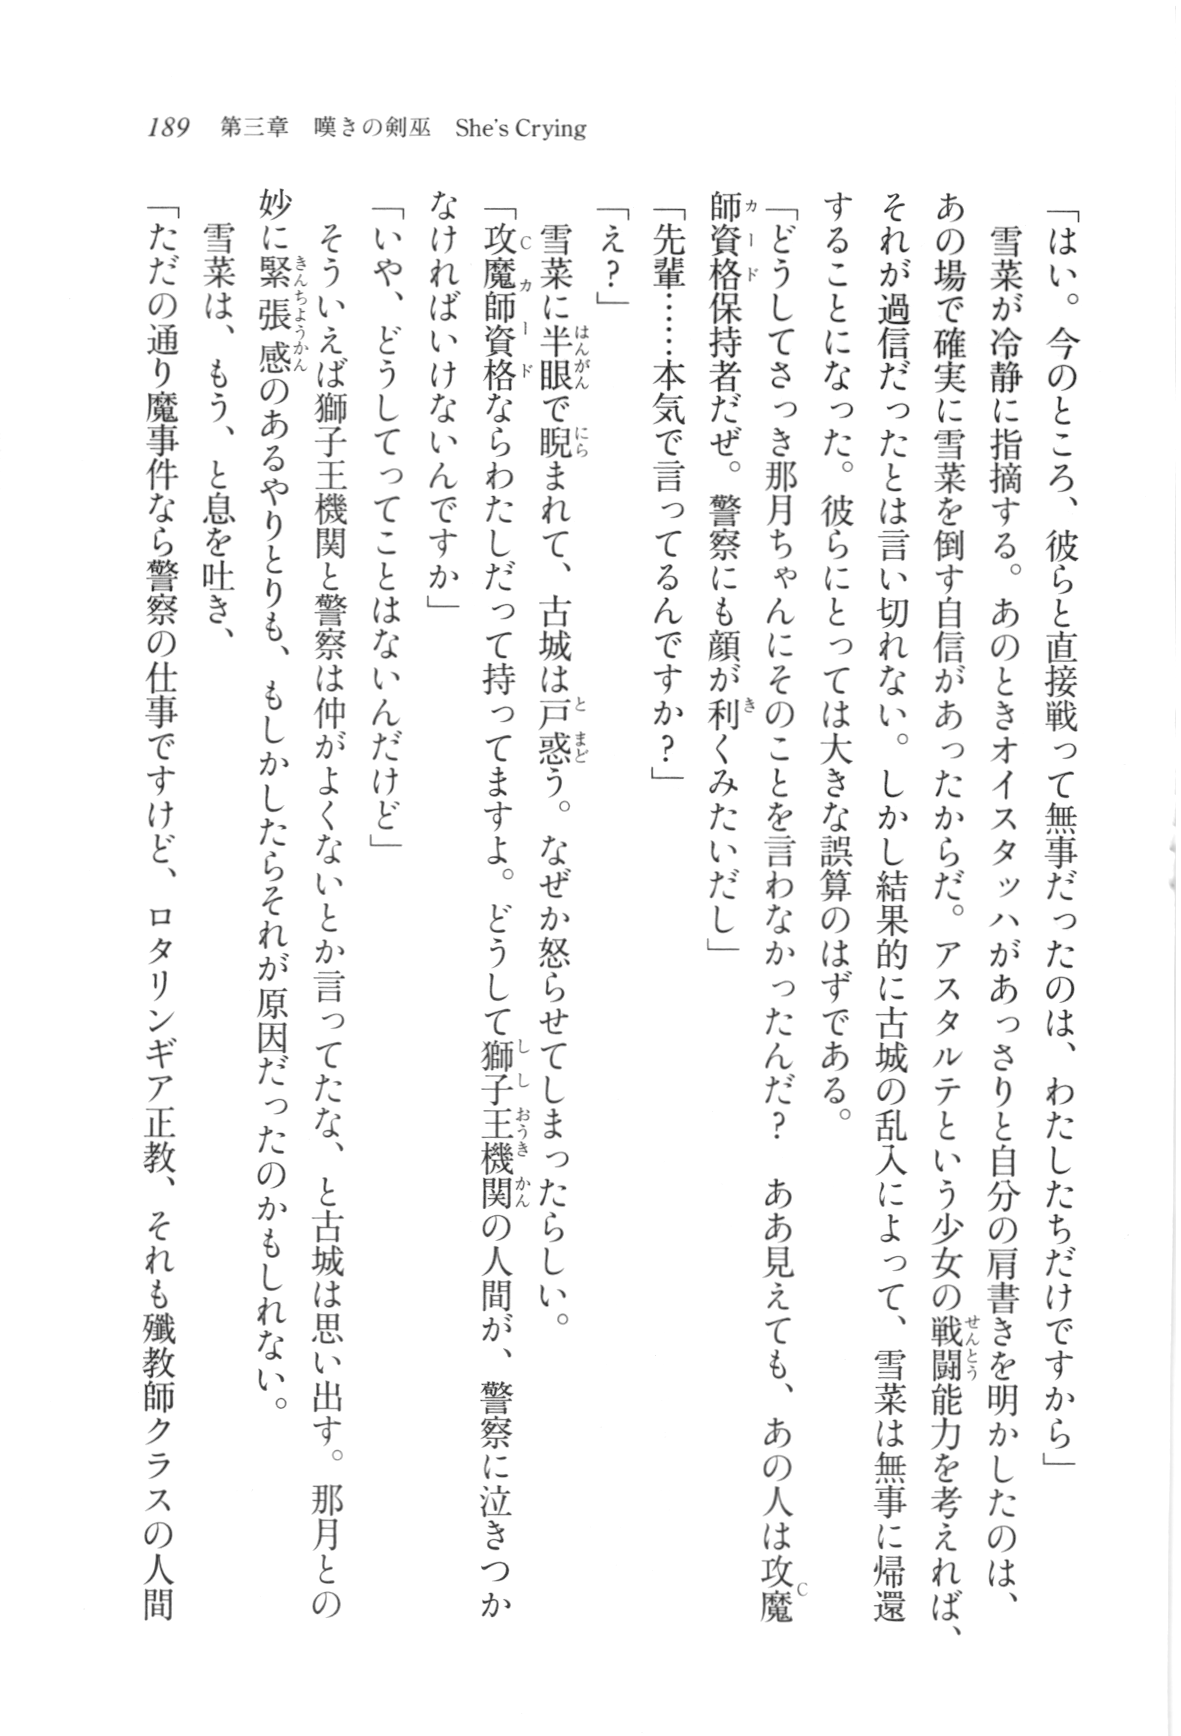 189 第三章 嘆きの剣巫 She's Crying
「はい。今のところ、彼らと直接戦って無事だったのは、わたしたちだけですから」
　雪菜が冷静に指摘する。あのときオイスタッハがあっさりと自分の肩書きを明かしたのは、
あの場で確実に雪菜を倒す自信があったからだ。アスタルテという少女の戦闘能力を考えれば、
それが過信だったとは言い切れない。しかし結果的に古城の乱入によって、雪菜は無事に帰還
することになった。彼らにとっては大きな誤算のはずである。
「どうしてさっき那月ちゃんにそのことを言わなかったんだ？　ああ見えても、あの人は攻魔
師資格保持者だぜ。警察にも顔が利くみたいだし」
「先輩……本気で言ってるんですか？」
「え？」
　雪菜に半眼で睨まれて、古城は戸惑う。なぜか怒らせてしまったらしい。
「攻魔師資格ならわたしだって持ってますよ。どうして獅子王機関の人間が、警察に泣きつか
なければいけないんですか」
「いや、どうしてってことはないんだけど」
　そういえば獅子王機関と警察は仲がよくないとか言ってたな、と古城は思い出す。那月との
妙に緊張感のあるやりとりも、もしかしたらそれが原因だったのかもしれない。
　雪菜は、もう、と息を吐き、
「ただの通り魔事件なら警察の仕事ですけど、ロタリンギア正教、それも殲教師クラスの人間